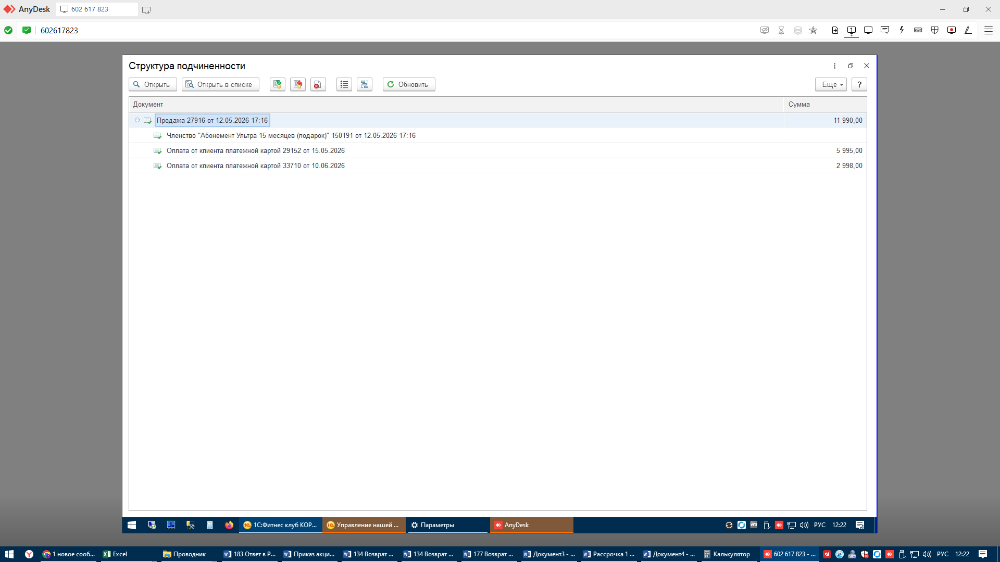 AnyDesk
602 617 823
602617823
Структура подчиненности
Открыть
Открыть в списке
Обновить
Еще
?
Документ
Сумма
Продажа 27916 от 12.05.2026 17:16
11 990,00
Членство "Абонемент Ультра 15 месяцев (подарок)" 150191 от 12.05.2026 17:16
Оплата от клиента платежной картой 29152 от 15.05.2026
5 995,00
Оплата от клиента платежной картой 33710 от 10.06.2026
2 998,00
1С:Фитнес клуб КОР...
Управление нашей ...
Параметры
AnyDesk
РУС
12:22
1 новое сооб...
Excel
Проводник
183 Ответ в Р...
Приказ акци...
134 Возврат ...
134 Возврат ...
177 Возврат ...
Документ3 - ...
Рассрочка 1 ...
Документ4 - ...
Калькулятор
602 617 823 - ...
РУС
12:22